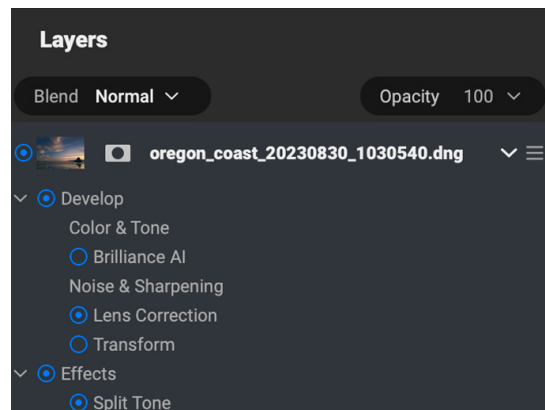 Layers
Blend Normal Opacity 100
oregon_coast_20230830_1030540.dng
Develop
Color & Tone
Brilliance AI
Noise & Sharpening
Lens Correction
Transform
Effects
Split Tone